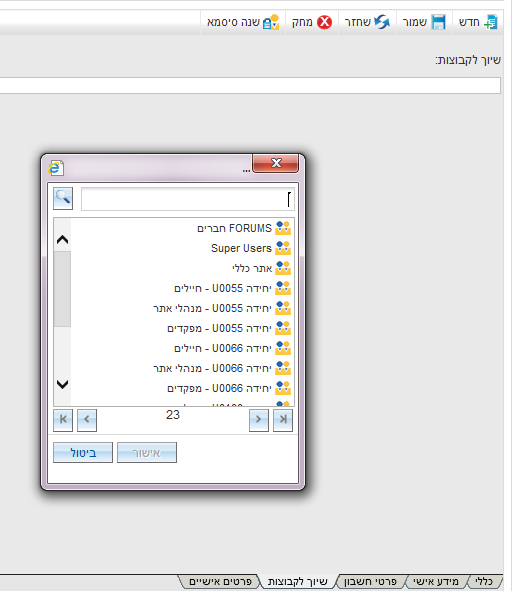 חדש שמור שחזר מחק שנה סיסמא
שיוך לקבוצות:
...
FORUMS חברים
Super Users
אתר כללי
יחידה U0055 - חיילים
יחידה U0055 - מנהלי אתר
יחידה U0055 - מפקדים
יחידה U0066 - חיילים
יחידה U0066 - מנהלי אתר
יחידה U0066 - מפקדים
23
אישור ביטול
כללי מידע אישי פרטי חשבון שיוך לקבוצות פרטים אישיים